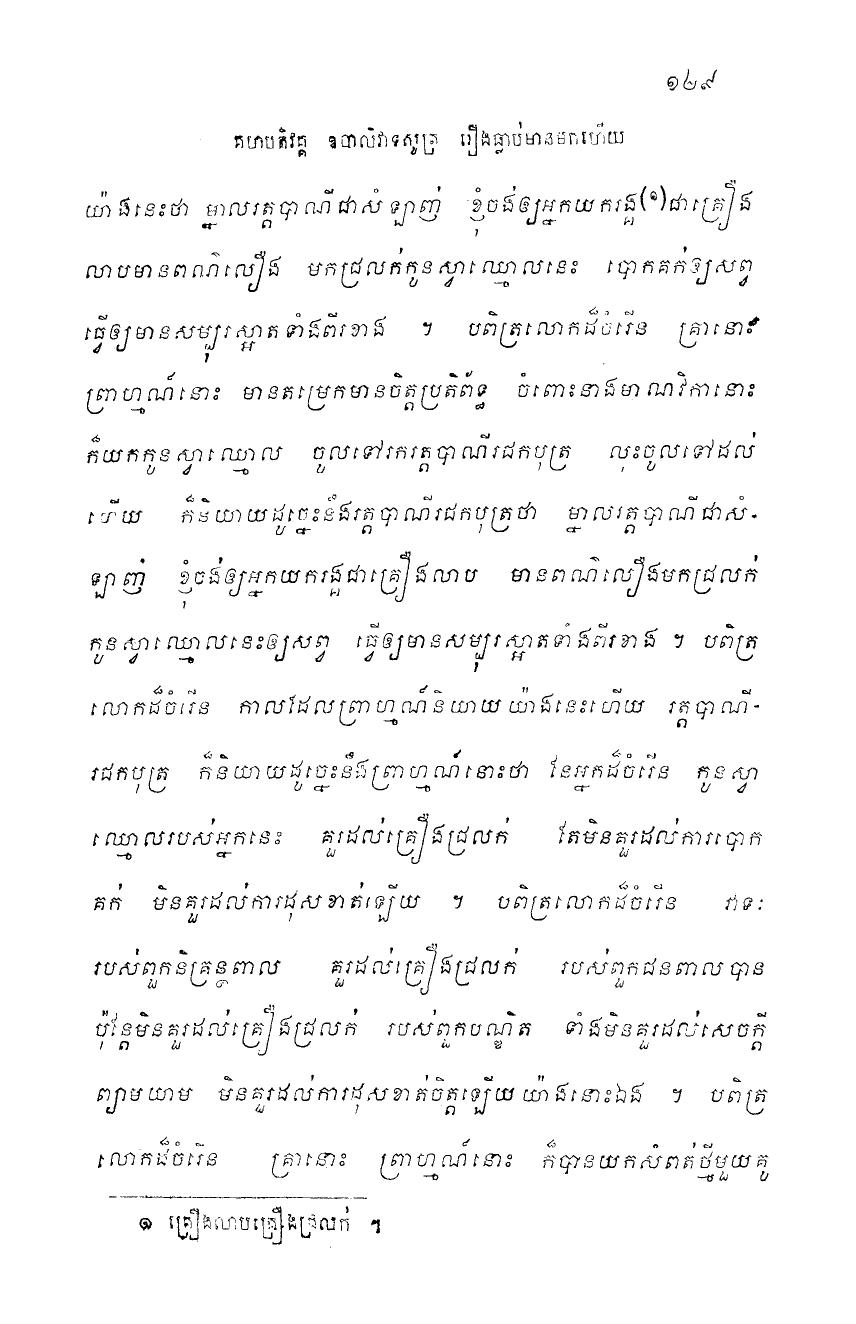 ១២៩
គហបតិវគ្គ ឧបាលិវាទសូត្រ រឿងធ្លាប់មានមកហើយ
យ៉ាងនេះថា ម្នាលរត្តបាណីជាសំឡាញ់ ខ្ញុំចង់ឲ្យអ្នកយករង្គ(១)ជាគ្រឿង
លាបមានពណ៌លឿង មកជ្រលក់កូនស្វាឈ្មោលនេះ បោកគក់ឲ្យសព្វ
ធ្វើឲ្យមានសម្បុរស្អាតទាំងពីរខាង ។ បពិត្រលោកដ៏ចំរើន គ្រានោះ
ព្រាហ្មណ៍នោះ មានតម្រេកមានចិត្តប្រតិព័ទ្ធ ចំពោះនាងមាណវិកានោះ
ក៏យកកូនស្វាឈ្មោល ចូលទៅរករត្តបាណីរជកបុត្រ លុះចូលទៅដល់
ហើយ ក៏និយាយដូច្នេះនឹងរត្តបាណីរជកបុត្រថា ម្នាលរត្តបាណីជាសំ-
ឡាញ់ ខ្ញុំចង់ឲ្យអ្នកយករង្គជាគ្រឿងលាប មានពណ៌លឿងមកជ្រលក់
កូនស្វាឈ្មោលនេះឲ្យសព្វ ធ្វើឲ្យមានសម្បុរស្អាតទាំងពីរខាង ។ បពិត្រ
លោកដ៏ចំរើន កាលដែលព្រាហ្មណ៍និយាយយ៉ាងនេះហើយ រត្តបាណី-
រជកបុត្រ ក៏និយាយដូច្នេះនឹងព្រាហ្មណ៍នោះថា នែអ្នកដ៏ចំរើន កូនស្វា
ឈ្មោលរបស់អ្នកនេះ គួរដល់គ្រឿងជ្រលក់ តែមិនគួរដល់ការបោក
គក់ មិនគួរដល់ការដុសខាត់ឡើយ ។ បពិត្រលោកដ៏ចំរើន វាទៈ
របស់ពួកនិគ្រន្ថពាល គួរដល់គ្រឿងជ្រលក់ របស់ពួកជនពាលបាន
ប៉ុន្តែមិនគួរដល់គ្រឿងជ្រលក់ របស់ពួកបណ្ឌិត ទាំងមិនគួរដល់សេចក្តី
ព្យាមយាម មិនគួរដល់ការដុសខាត់ចិត្តឡើយយ៉ាងនោះឯង ។ បពិត្រ
លោកដ៏ចំរើន គ្រានោះ ព្រាហ្មណ៍នោះ ក៏បានយកសំពត់ថ្មីមួយគូ
១ គ្រឿងលាបគ្រឿងជ្រលក់ ។